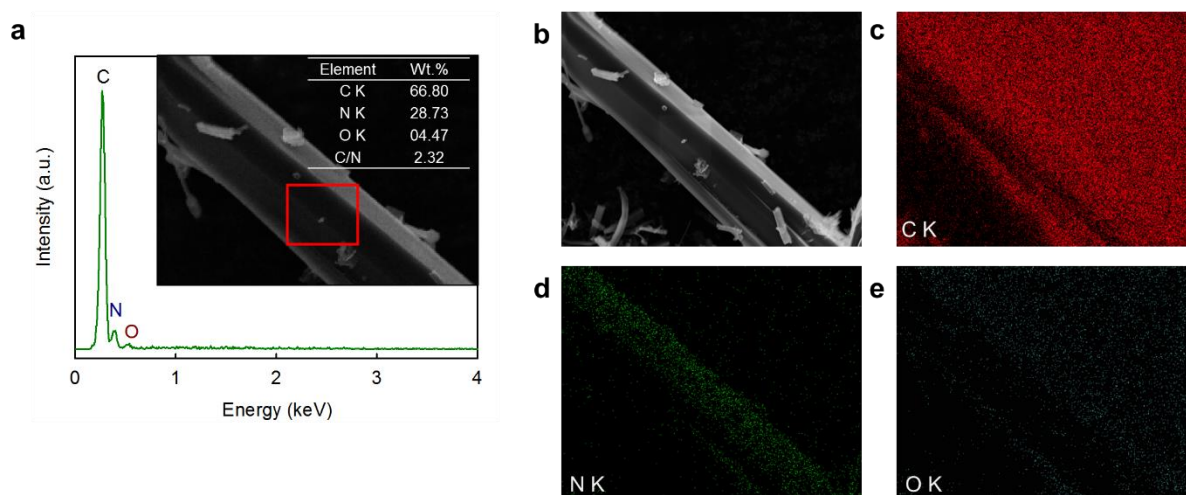 a
b
c
d
e
C
N
O
Element Wt.%
C K 66.80
N K 28.73
O K 04.47
C/N 2.32
Intensity (a.u.)
0 1 2 3 4
Energy (keV)
C K
N K
O K